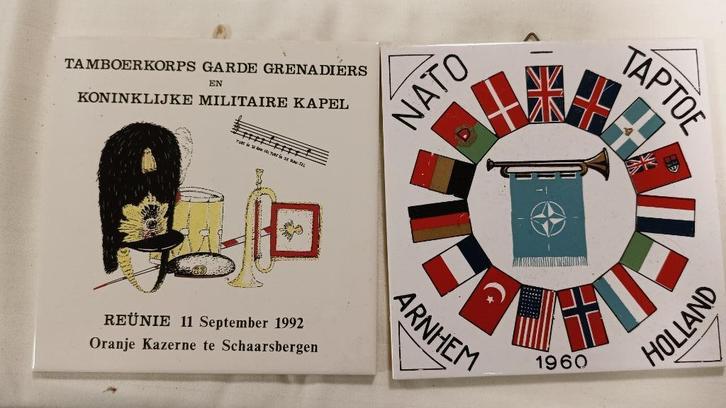 TAMBOERKORPS GARDE GRENADIERS
EN
KONINKLIJKE MILITAIRE KAPEL
REÜNIE 11 September 1992
Oranje Kazerne te Schaarsbergen
NATO
TAPTOE
ARNHEM
1960
HOLLAND